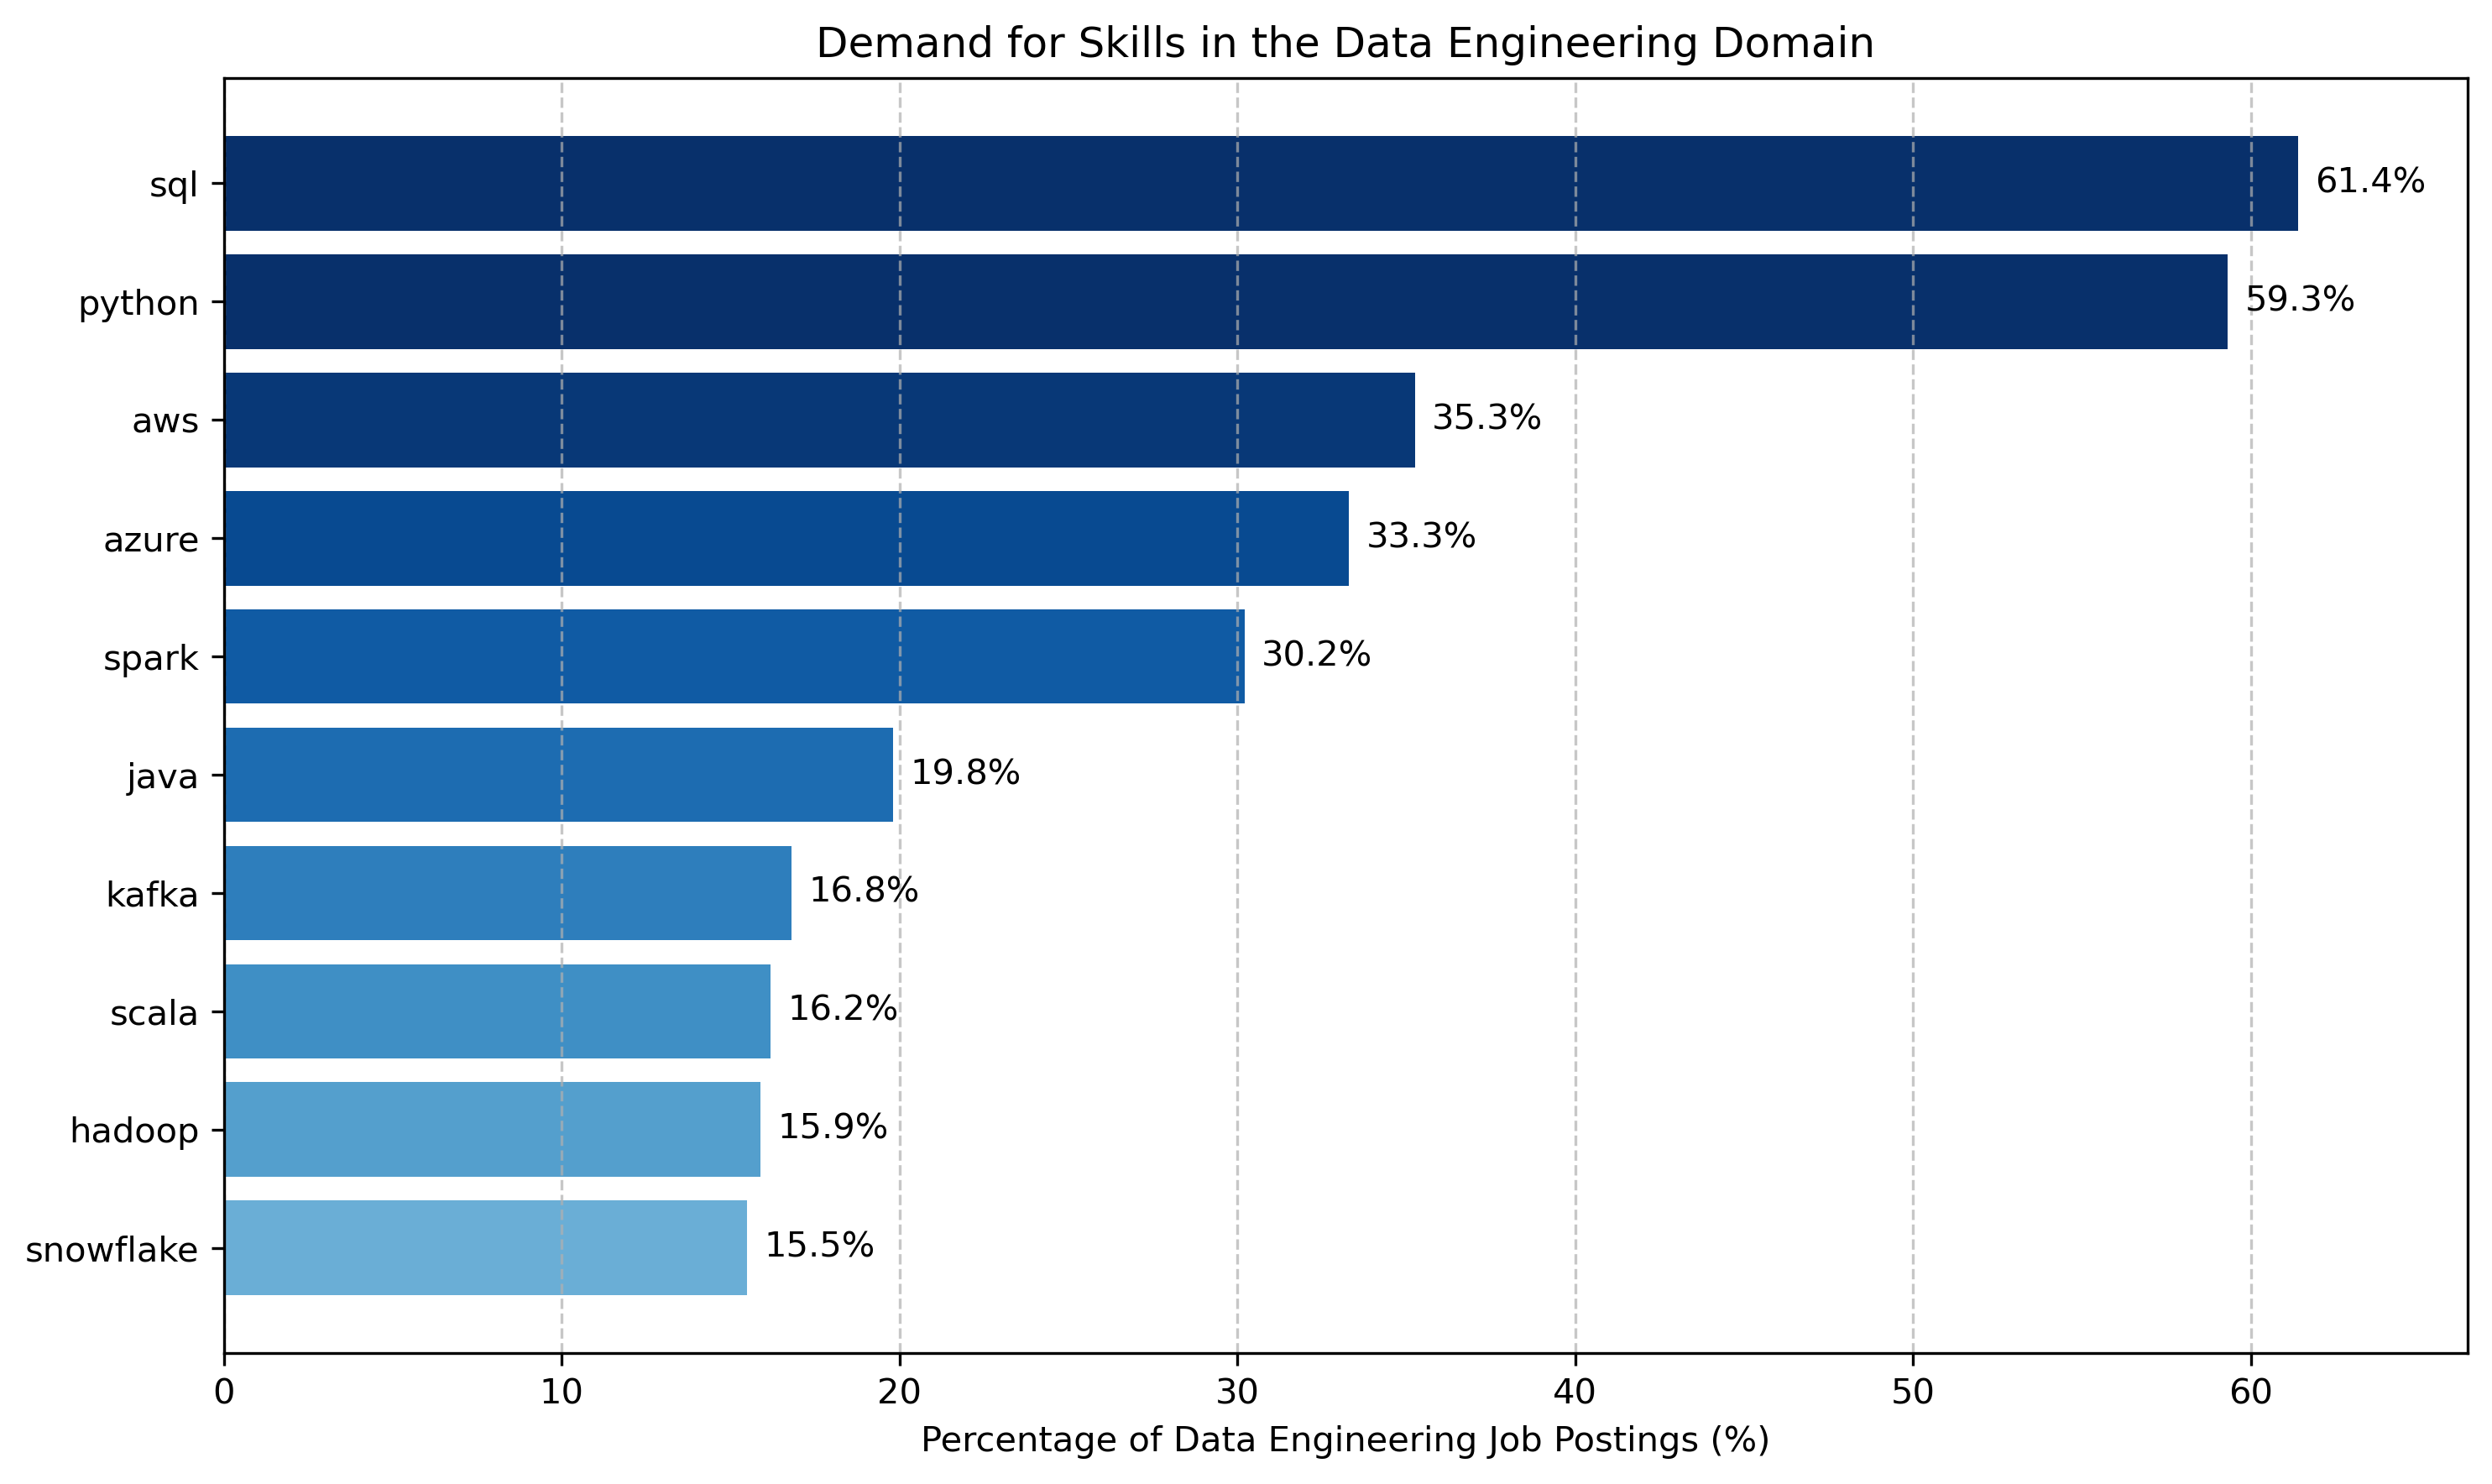 Demand for Skills in the Data Engineering Domain
sql 61.4%
python 59.3%
aws 35.3%
azure 33.3%
spark 30.2%
java 19.8%
kafka 16.8%
scala 16.2%
hadoop 15.9%
snowflake 15.5%
0 10 20 30 40 50 60
Percentage of Data Engineering Job Postings (%)